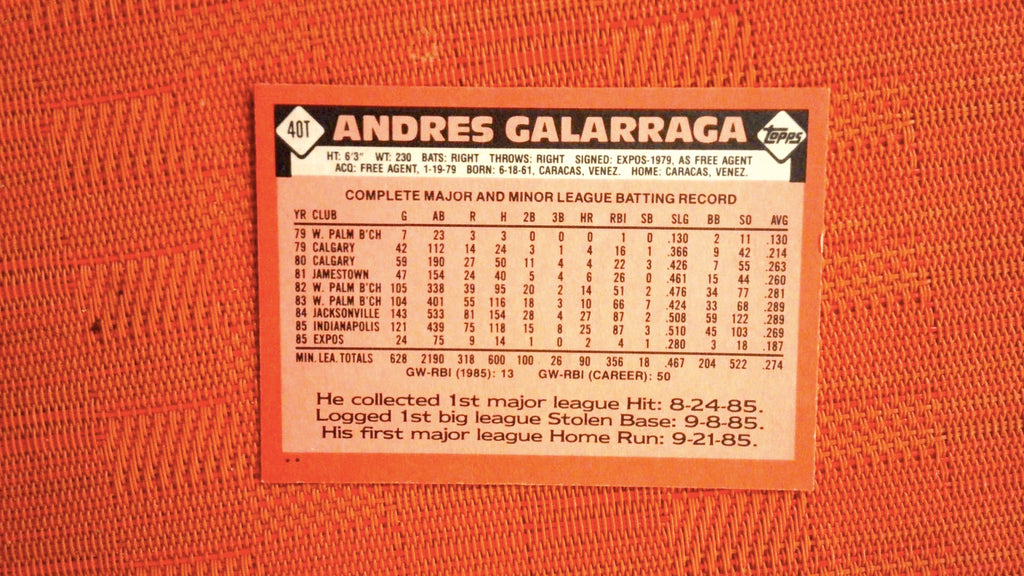 40T ANDRES GALARRAGA TOPPS
HT: 6'3" WT: 230 BATS: RIGHT THROWS: RIGHT SIGNED: EXPOS-1979, AS FREE AGENT
ACQ: FREE AGENT, 1-19-79 BORN: 6-18-61, CARACAS, VENEZ. HOME: CARACAS, VENEZ.
COMPLETE MAJOR AND MINOR LEAGUE BATTING RECORD
YR CLUB G AB R H 2B 3B HR RBI SB SLG BB SO AVG
79 W. PALM B'CH 7 23 3 3 0 0 0 1 0 .130 2 11 .130
79 CALGARY 42 112 14 24 3 1 4 16 1 .366 9 42 .214
80 CALGARY 59 190 27 50 11 4 4 22 3 .426 7 55 .263
81 JAMESTOWN 47 154 24 40 5 4 6 26 0 .461 15 44 .260
82 W. PALM B'CH 105 338 39 95 20 2 14 51 2 .476 34 77 .281
83 W. PALM B'CH 104 401 55 116 18 3 10 66 7 .424 33 68 .289
84 JACKSONVILLE 143 533 81 154 28 4 27 87 2 .508 59 122 .289
85 INDIANAPOLIS 121 439 75 118 15 8 25 87 3 .510 45 103 .269
85 EXPOS 24 75 9 14 1 0 2 4 1 .280 3 18 .187
MIN. LEA. TOTALS 628 2190 318 600 100 26 90 356 18 .467 204 522 .274
GW-RBI (1985): 13 GW-RBI (CAREER): 50
He collected 1st major league Hit: 8-24-85.
Logged 1st big league Stolen Base: 9-8-85.
His first major league Home Run: 9-21-85.